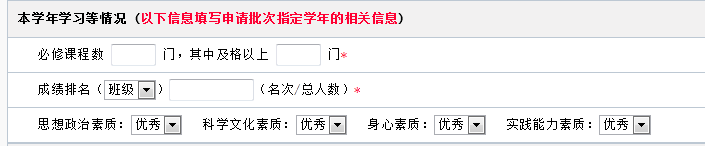 本学年学习等情况（以下信息填写申请批次指定学年的相关信息）
必修课程数 门，其中及格以上 门*
成绩排名（班级）（名次/总人数）*
思想政治素质：优秀 科学文化素质：优秀 身心素质：优秀 实践能力素质：优秀